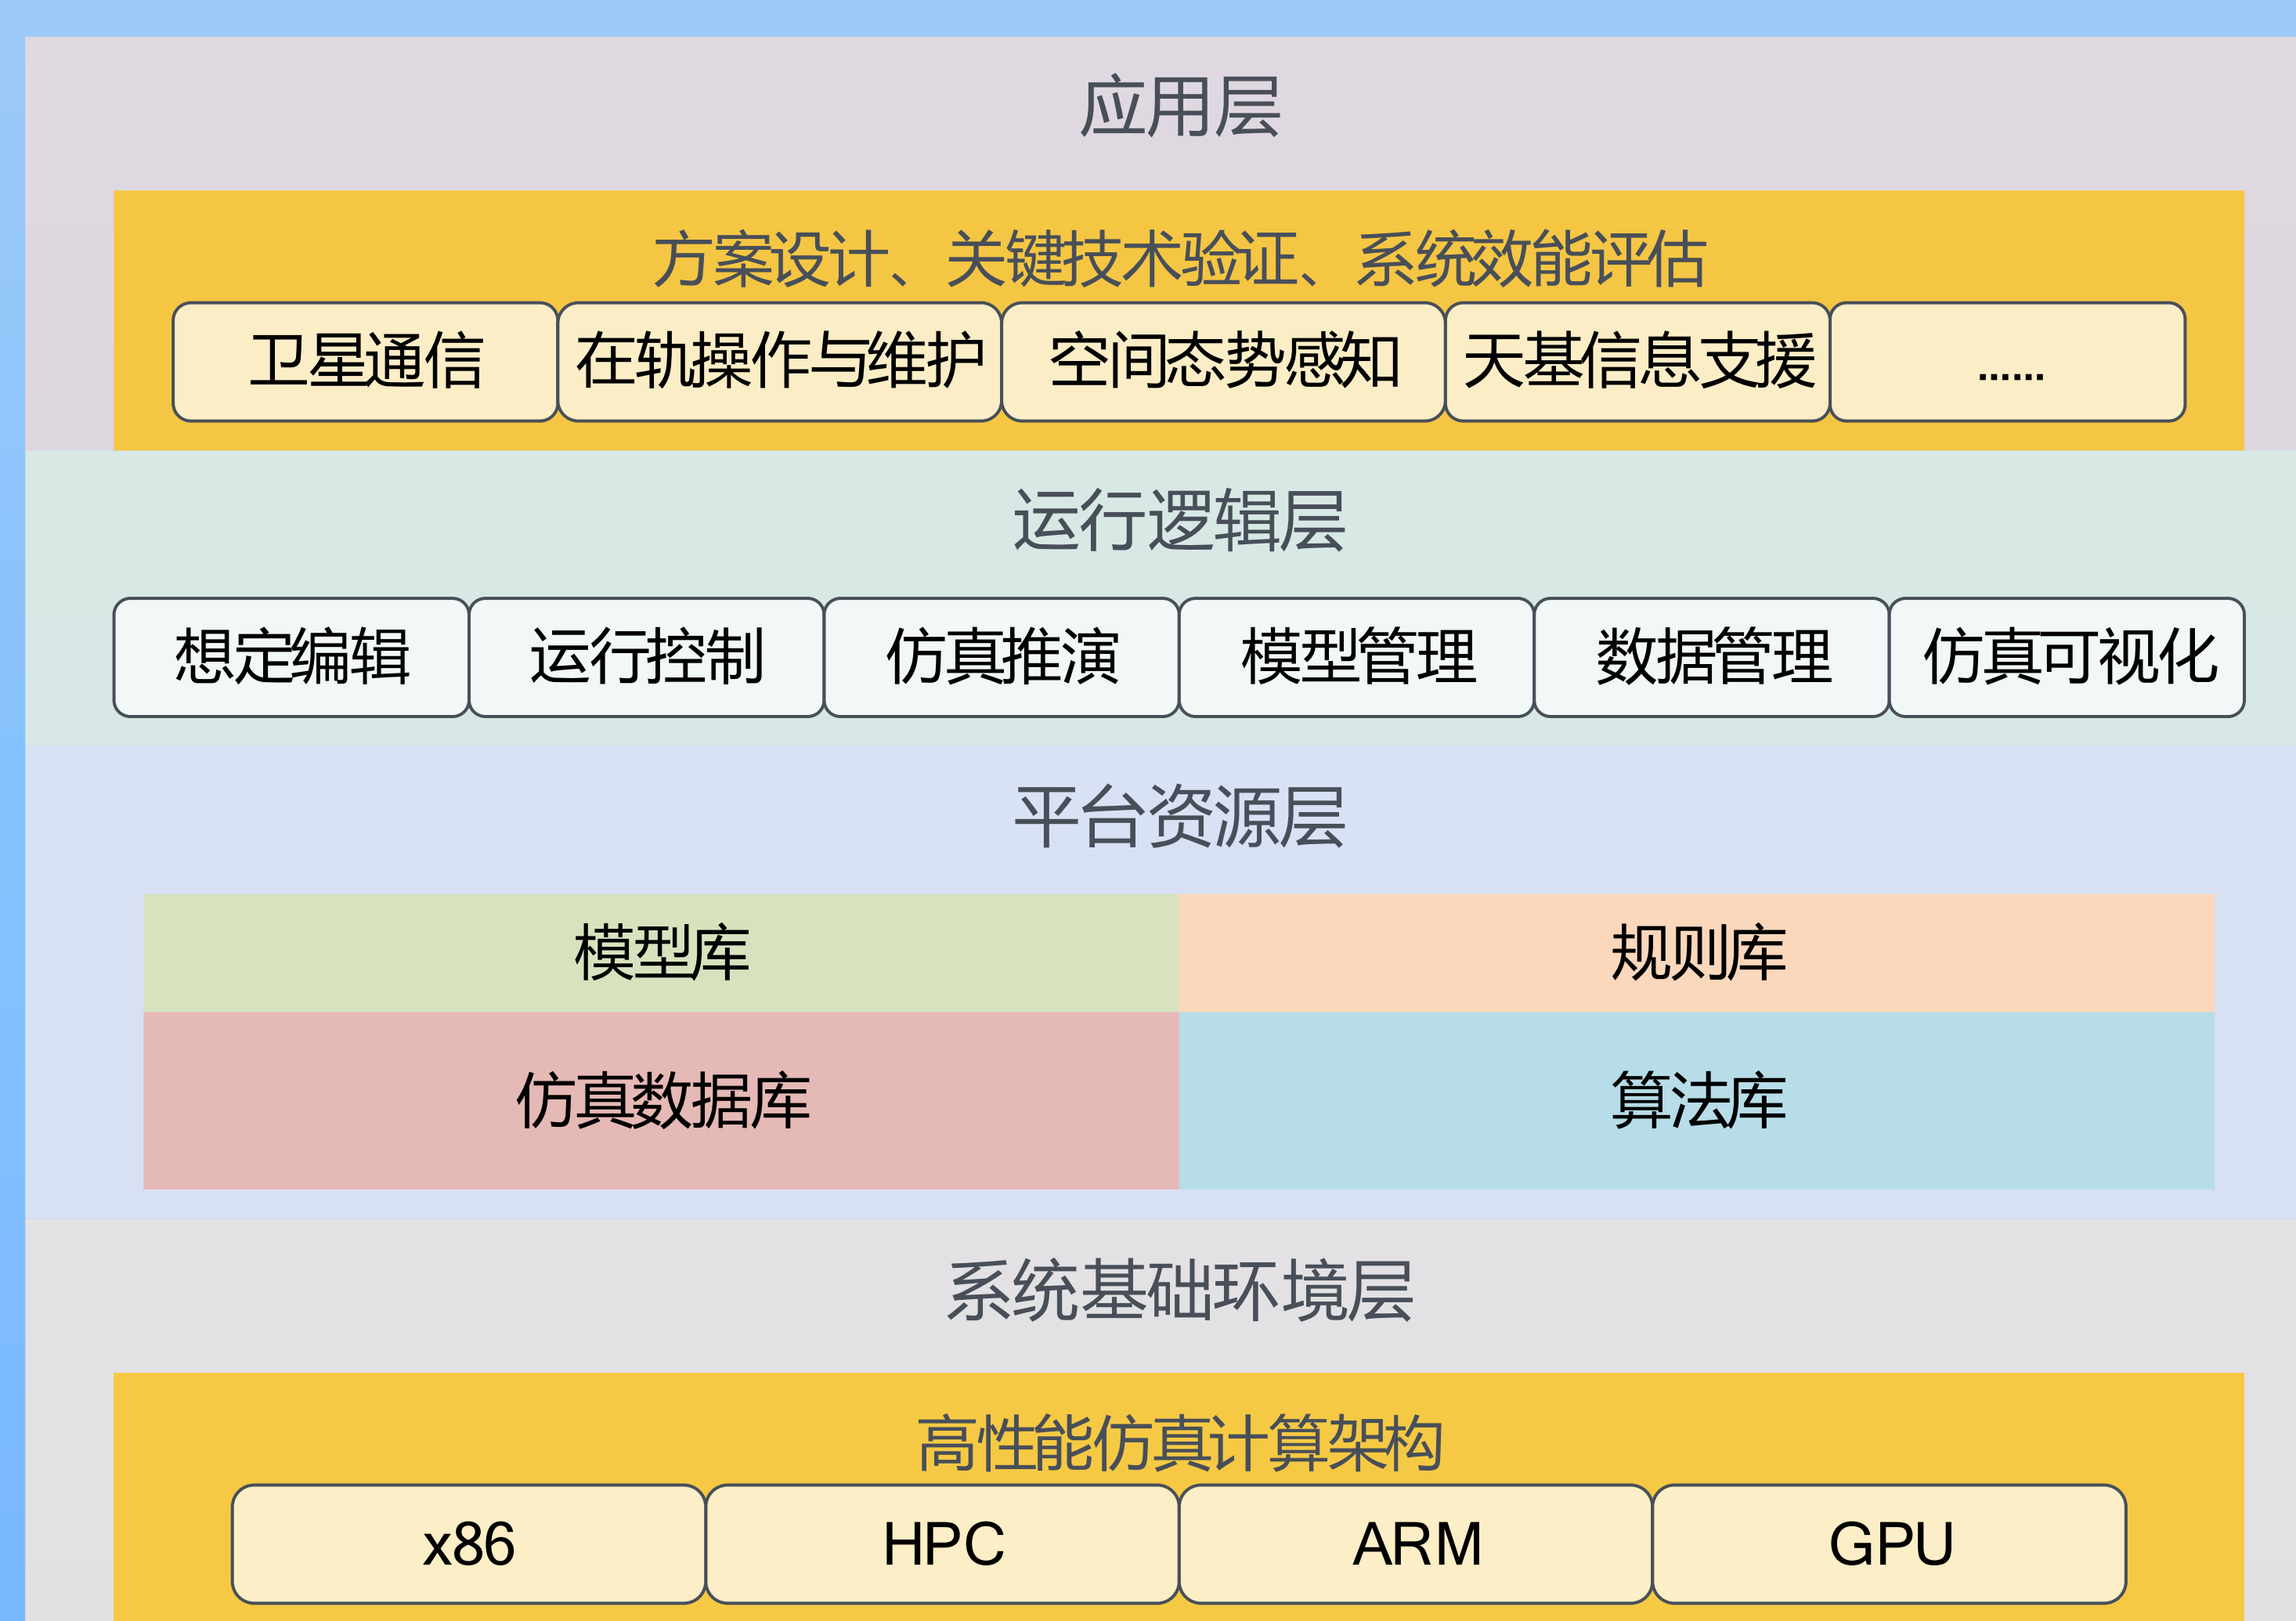 应用层
方案设计、关键技术验证、系统效能评估
卫星通信 在轨操作与维护 空间态势感知 天基信息支援 ......
运行逻辑层
想定编辑 运行控制 仿真推演 模型管理 数据管理 仿真可视化
平台资源层
模型库 规则库
仿真数据库 算法库
系统基础环境层
高性能仿真计算架构
x86 HPC ARM GPU